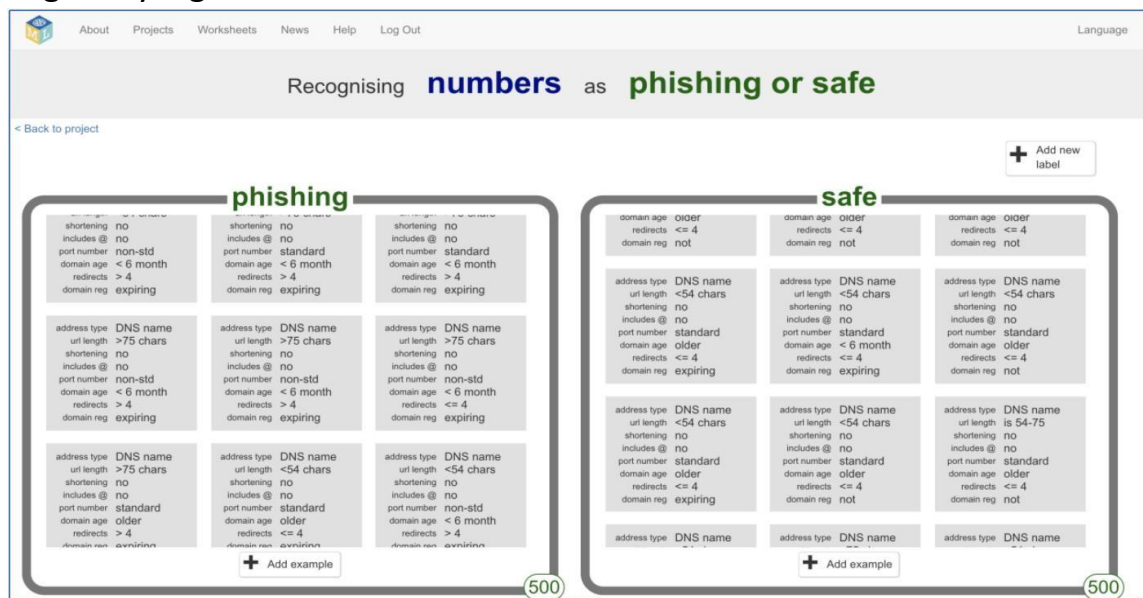 About Projects Worksheets News Help Log Out Language
Recognising numbers as phishing or safe
< Back to project
Add new
label
phishing
shortening no
includes @ no
port number non-std
domain age < 6 month
redirects > 4
domain reg expiring
shortening no
includes @ no
port number standard
domain age < 6 month
redirects > 4
domain reg expiring
shortening no
includes @ no
port number standard
domain age < 6 month
redirects > 4
domain reg expiring
address type DNS name
url length >75 chars
shortening no
includes @ no
port number non-std
domain age < 6 month
redirects > 4
domain reg expiring
address type DNS name
url length >75 chars
shortening no
includes @ no
port number non-std
domain age < 6 month
redirects > 4
domain reg expiring
address type DNS name
url length >75 chars
shortening no
includes @ no
port number non-std
domain age < 6 month
redirects <= 4
domain reg expiring
address type DNS name
url length >75 chars
shortening no
includes @ no
port number standard
domain age older
redirects > 4
domain reg expiring
address type DNS name
url length <54 chars
shortening no
includes @ no
port number standard
domain age older
redirects <= 4
domain reg expiring
address type DNS name
url length <54 chars
shortening no
includes @ no
port number non-std
domain age < 6 month
redirects > 4
domain reg expiring
Add example
500
safe
domain age older
redirects <= 4
domain reg not
domain age older
redirects <= 4
domain reg not
domain age older
redirects <= 4
domain reg not
address type DNS name
url length <54 chars
shortening no
includes @ no
port number standard
domain age older
redirects <= 4
domain reg expiring
address type DNS name
url length <54 chars
shortening no
includes @ no
port number standard
domain age < 6 month
redirects <= 4
domain reg expiring
address type DNS name
url length <54 chars
shortening no
includes @ no
port number standard
domain age older
redirects <= 4
domain reg not
address type DNS name
url length <54 chars
shortening no
includes @ no
port number standard
domain age older
redirects <= 4
domain reg expiring
address type DNS name
url length <54 chars
shortening no
includes @ no
port number standard
domain age older
redirects <= 4
domain reg not
address type DNS name
url length is 54-75
shortening no
includes @ no
port number standard
domain age older
redirects <= 4
domain reg not
address type DNS name
address type DNS name
address type DNS name
Add example
500